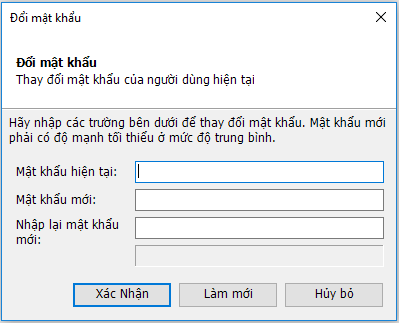 Đổi mật khẩu
Đổi mật khẩu
Thay đổi mật khẩu của người dùng hiện tại
Hãy nhập các trường bên dưới để thay đổi mật khẩu. Mật khẩu mới
phải có độ mạnh tối thiểu ở mức độ trung bình.
Mật khẩu hiện tại:
Mật khẩu mới:
Nhập lại mật khẩu
mới:
Xác Nhận
Làm mới
Hủy bỏ